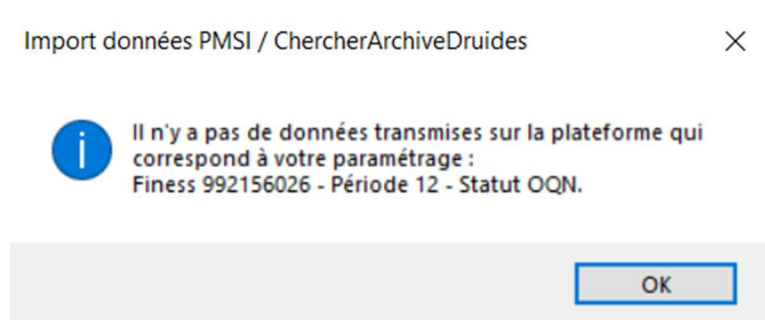 Import données PMSI / ChercherArchiveDruides
Il n'y a pas de données transmises sur la plateforme qui
correspond à votre paramétrage :
Finess 992156026 - Période 12 - Statut OQN.
OK